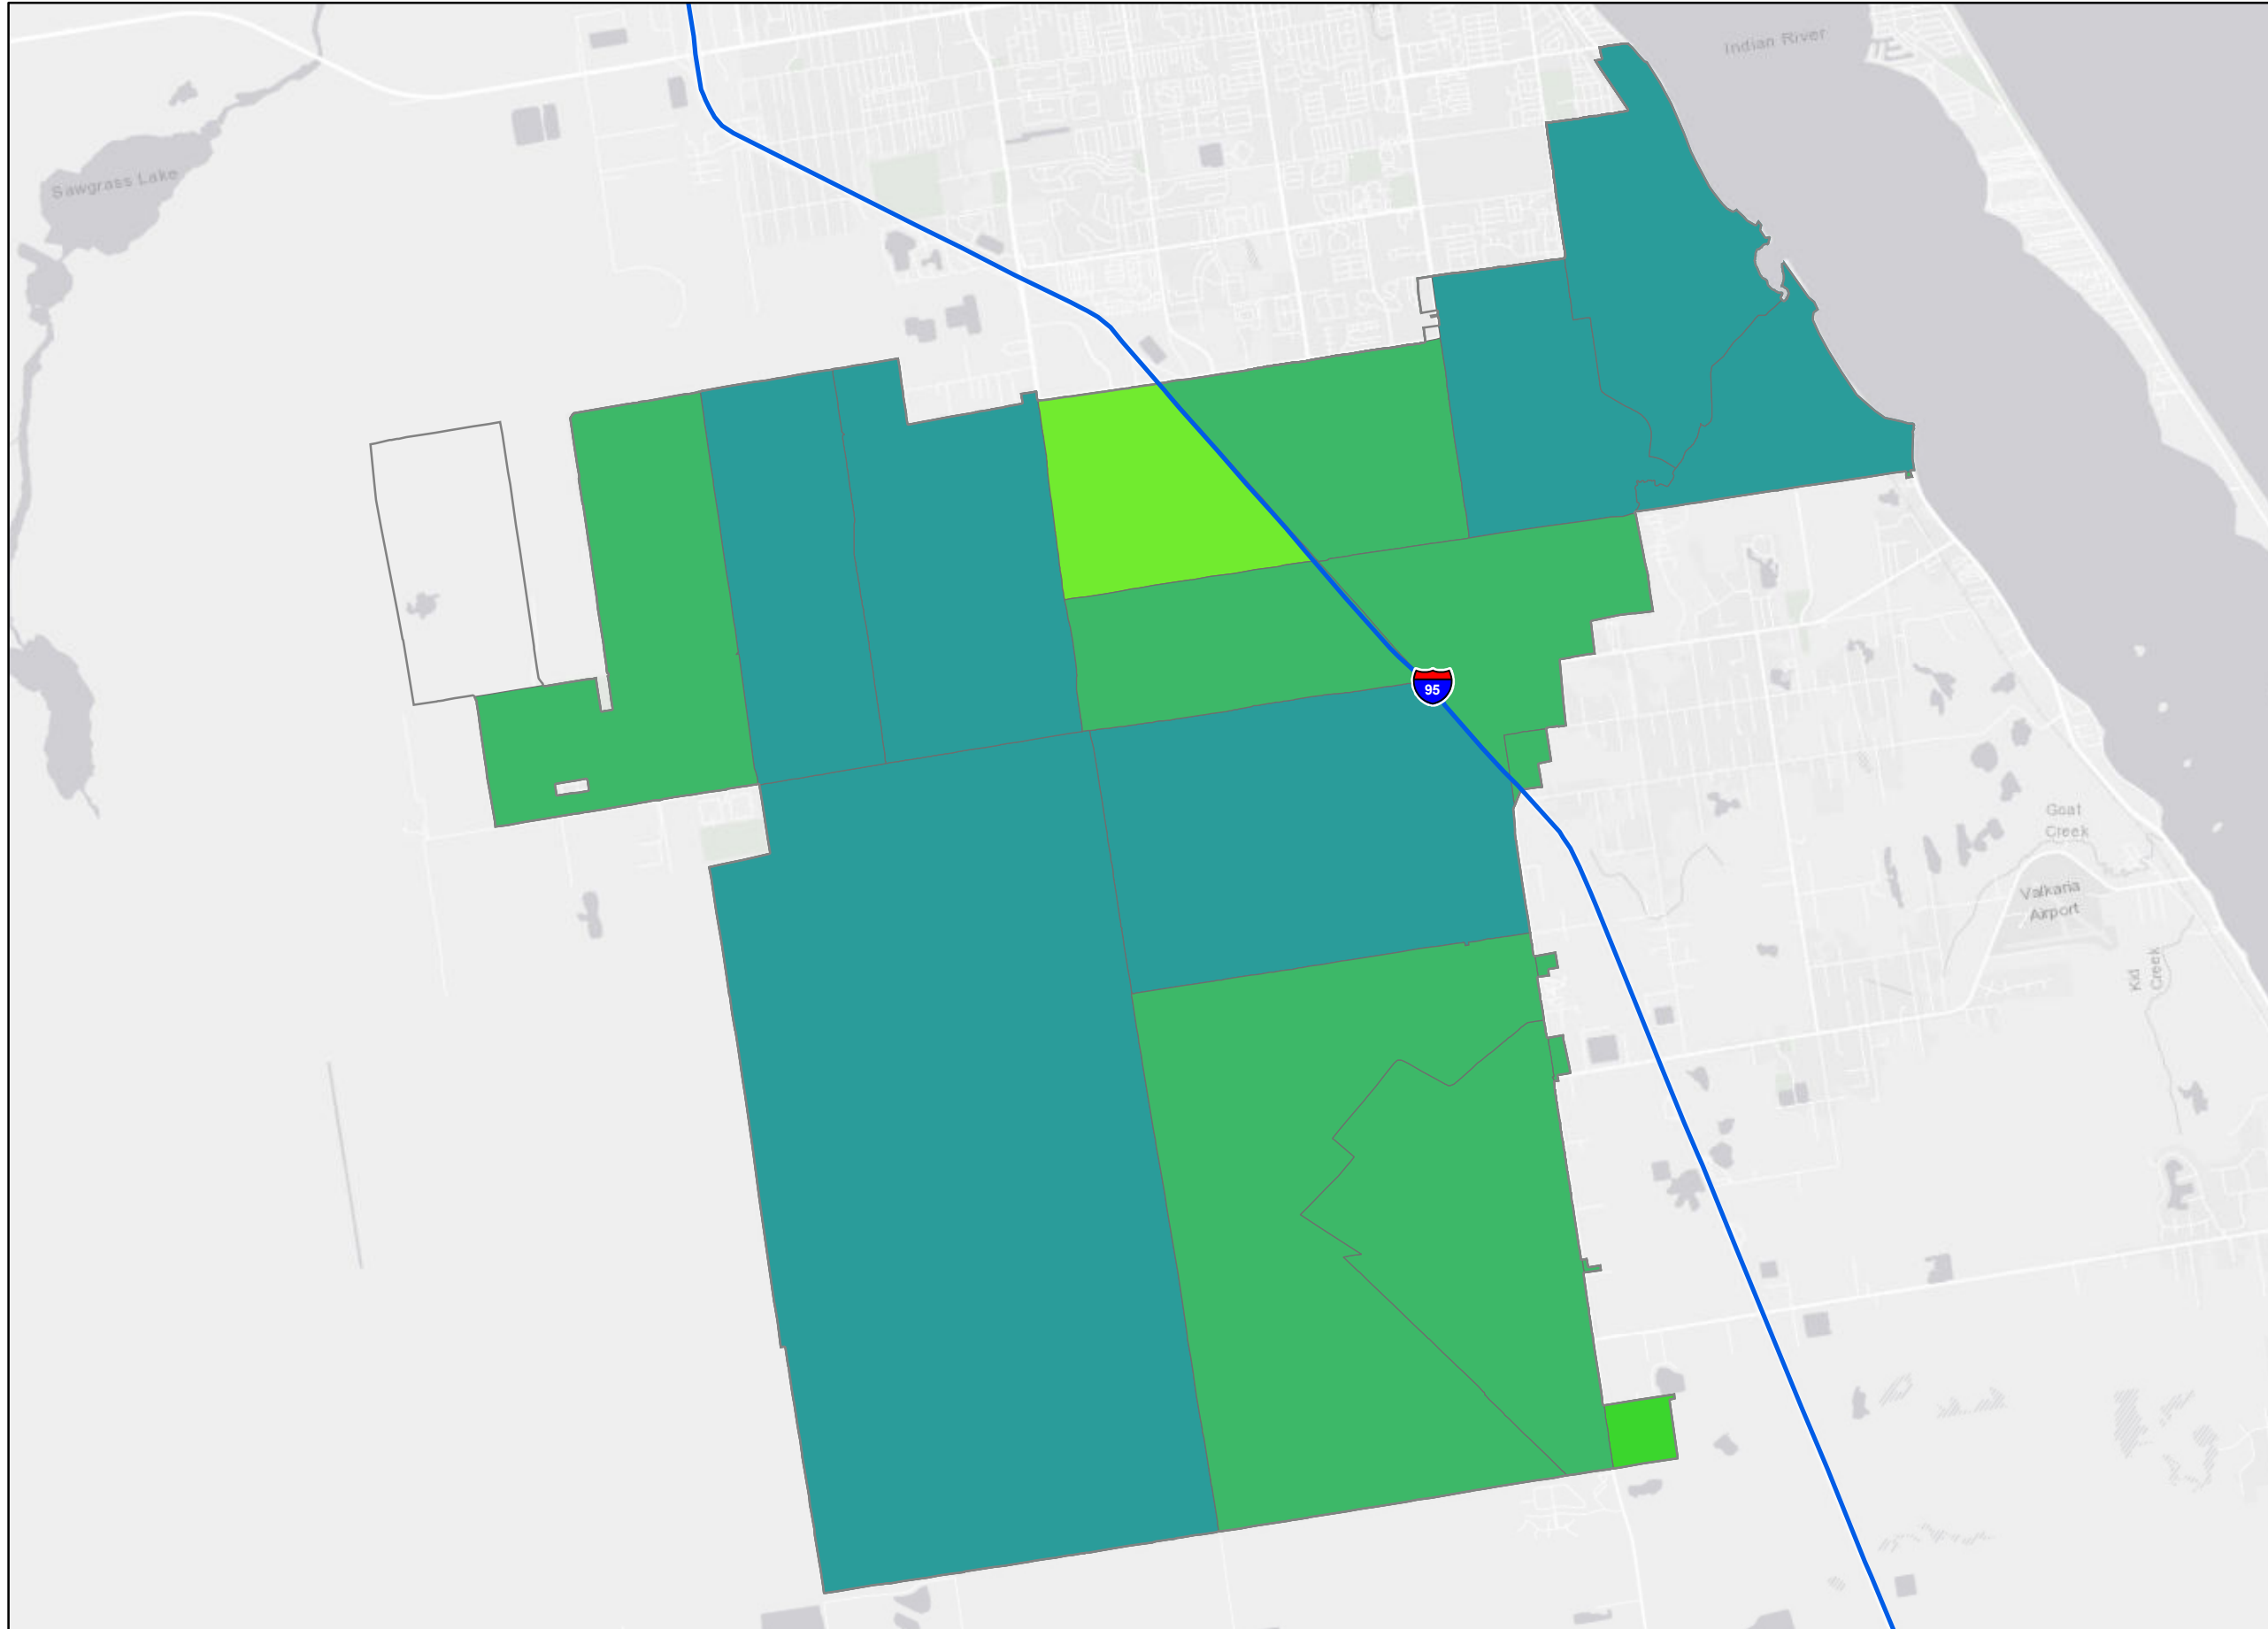 Indian River
Sawgrass Lake
95
Goat
Creek
Valkaria
Airport
Kid
Creek